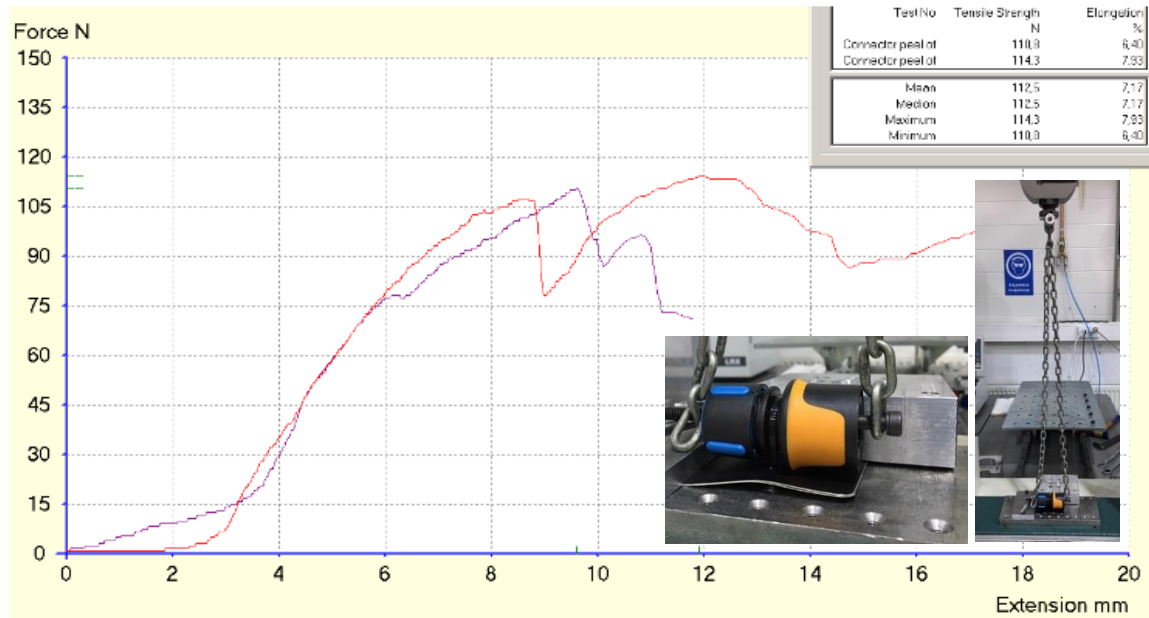 Force N
Test No Tensile Strength Elongation
N %
Connector peel of 110,8 6,40
Connector peel of 114,3 7,93
Mean 112,5 7,17
Median 112,5 7,17
Maximum 114,3 7,93
Minimum 110,8 6,40
150
135
120
105
90
75
60
45
30
15
0
0 2 4 6 8 10 12 14 16 18 20
Extension mm